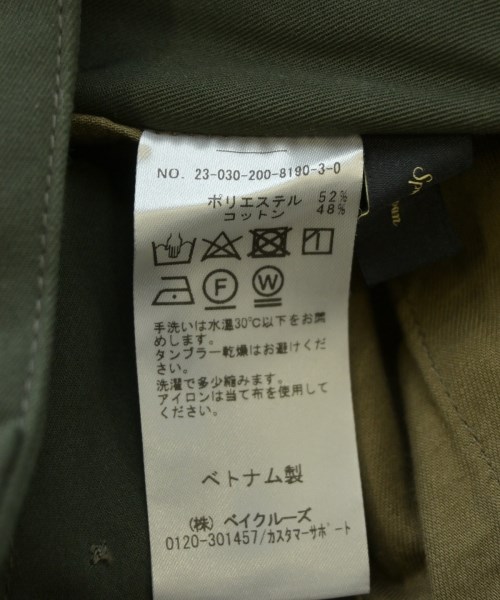 NO. 23-030-200-8190-3-0
ポリエステル 52%
コットン 48%
F W
手洗いは水温30℃以下をお薦
めします。
タンブラー乾燥はお避けくだ
さい。
洗濯で多少縮みます。
アイロンは当て布を使用して
ください。
ベトナム製
(株) ベイクルーズ
0120-301457/カスタマーサポート